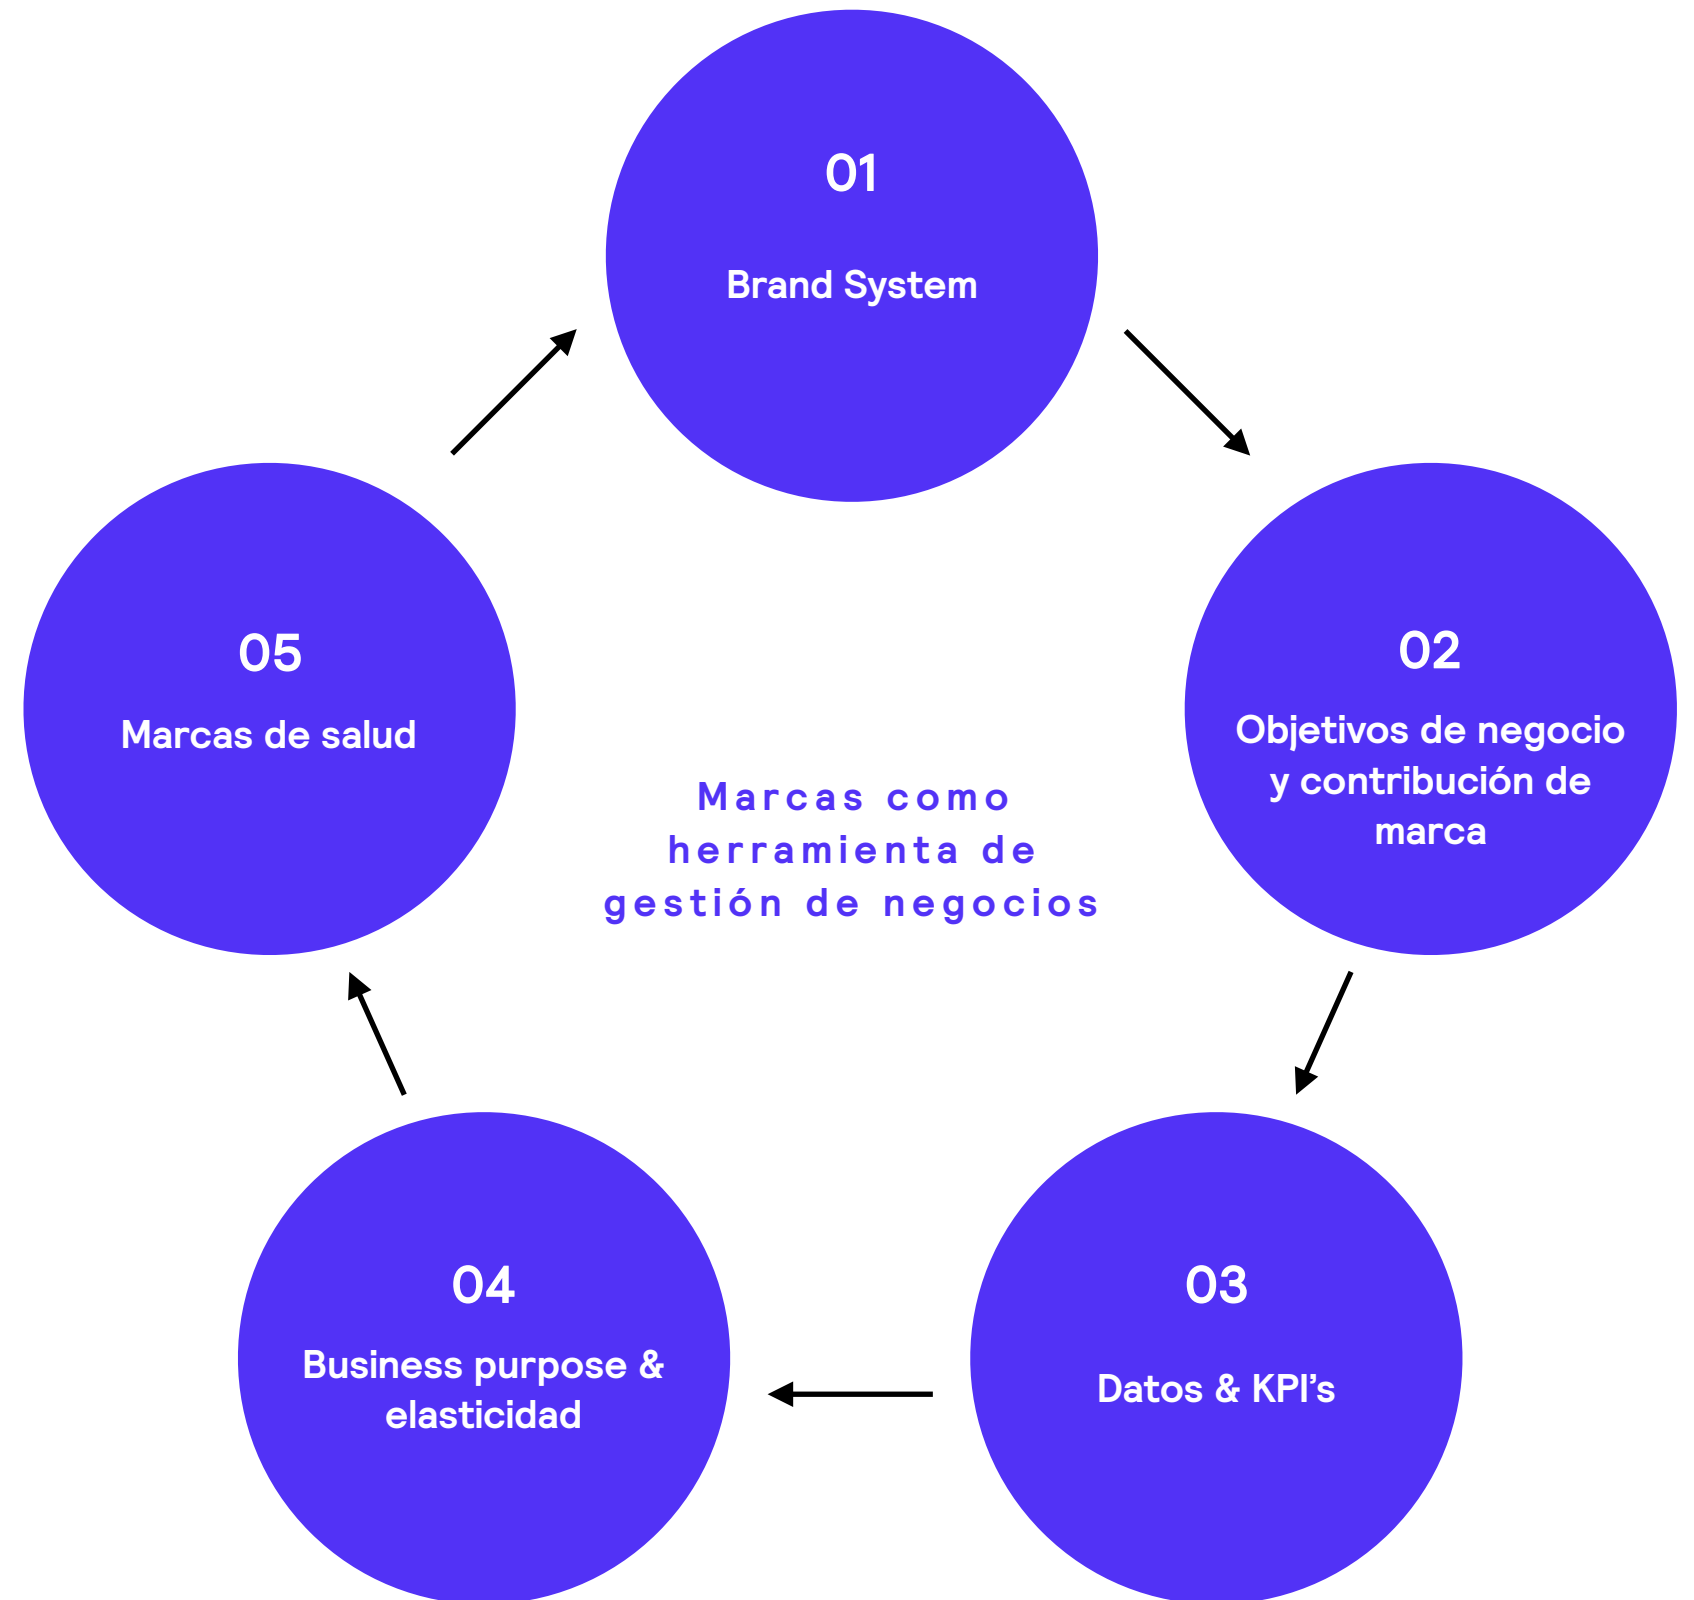 01
Brand System
02
Objetivos de negocio
y contribución de
marca
03
Datos & KPI’s
04
Business purpose &
elasticidad
05
Marcas de salud
Marcas como
herramienta de
gestión de negocios